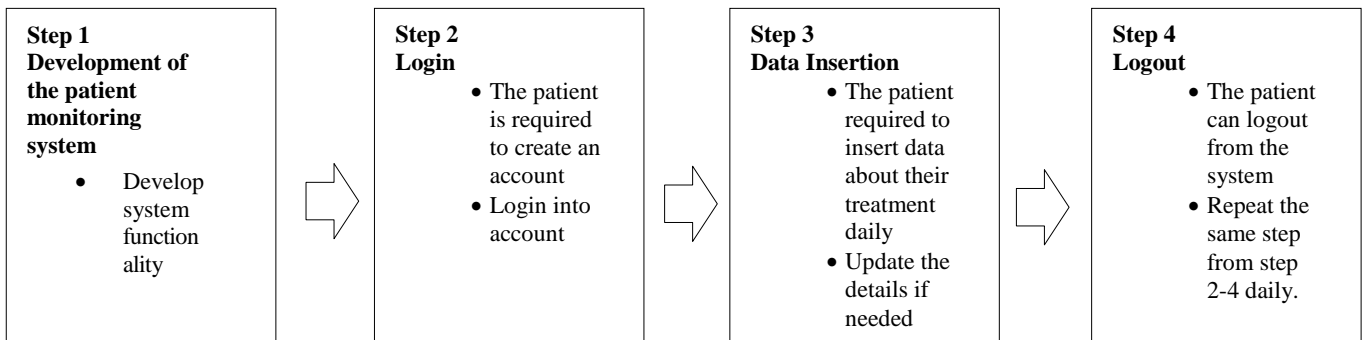 Step 1
Development of
the patient
monitoring
system
• Develop
system
function
ality
Step 2
Login
• The patient
is required
to create an
account
• Login into
account
Step 3
Data Insertion
• The patient
required to
insert data
about their
treatment
daily
• Update the
details if
needed
Step 4
Logout
• The patient
can logout
from the
system
• Repeat the
same step
from step
2-4 daily.